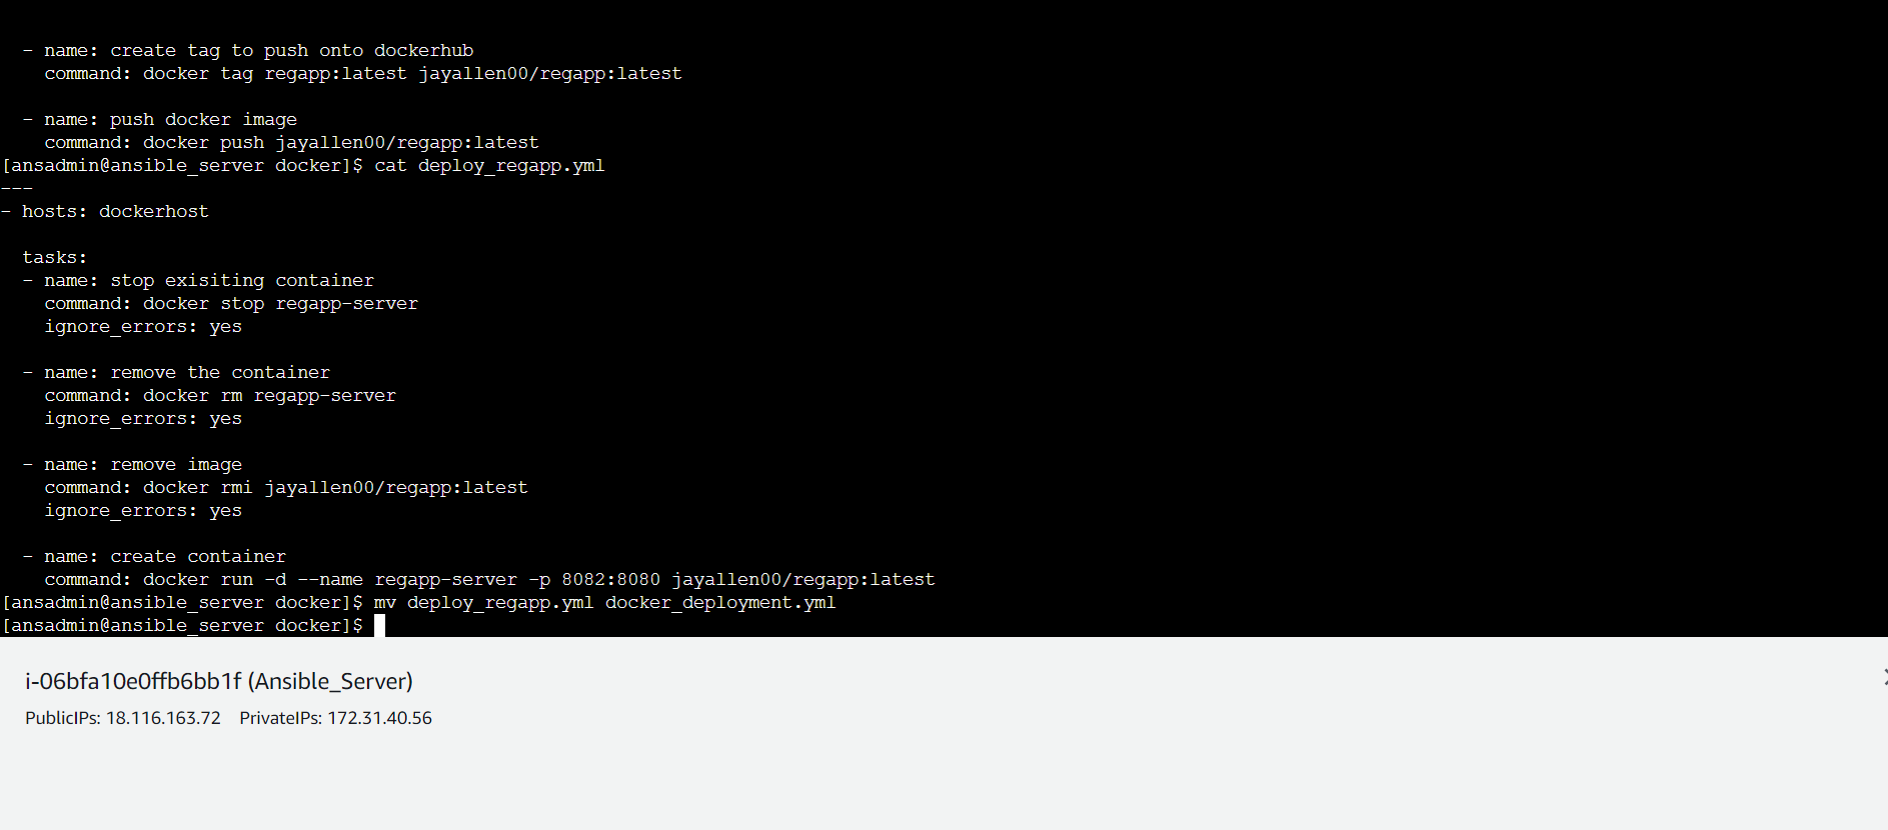 - name: create tag to push onto dockerhub
command: docker tag regapp:latest jayallen00/regapp:latest
- name: push docker image
command: docker push jayallen00/regapp:latest
[ansadmin@ansible_server docker]$ cat deploy_regapp.yml
---
- hosts: dockerhost
tasks:
- name: stop exisiting container
command: docker stop regapp-server
ignore_errors: yes
- name: remove the container
command: docker rm regapp-server
ignore_errors: yes
- name: remove image
command: docker rmi jayallen00/regapp:latest
ignore_errors: yes
- name: create container
command: docker run -d --name regapp-server -p 8082:8080 jayallen00/regapp:latest
[ansadmin@ansible_server docker]$ mv deploy_regapp.yml docker_deployment.yml
[ansadmin@ansible_server docker]$
i-06bfa10e0ffb6bb1f (Ansible_Server)
PublicIPs: 18.116.163.72 PrivateIPs: 172.31.40.56